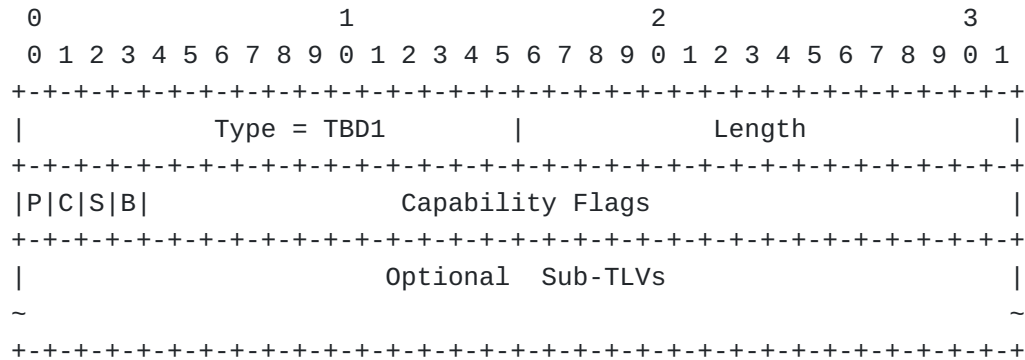 0                   1                   2                   3
 0 1 2 3 4 5 6 7 8 9 0 1 2 3 4 5 6 7 8 9 0 1 2 3 4 5 6 7 8 9 0 1
+-+-+-+-+-+-+-+-+-+-+-+-+-+-+-+-+-+-+-+-+-+-+-+-+-+-+-+-+-+-+-+-+
|            Type = TBD1        |            Length             |
+-+-+-+-+-+-+-+-+-+-+-+-+-+-+-+-+-+-+-+-+-+-+-+-+-+-+-+-+-+-+-+-+
|P|C|S|B|                Capability Flags                       |
+-+-+-+-+-+-+-+-+-+-+-+-+-+-+-+-+-+-+-+-+-+-+-+-+-+-+-+-+-+-+-+-+
|                       Optional  Sub-TLVs                      |
~                                                               ~
+-+-+-+-+-+-+-+-+-+-+-+-+-+-+-+-+-+-+-+-+-+-+-+-+-+-+-+-+-+-+-+-+